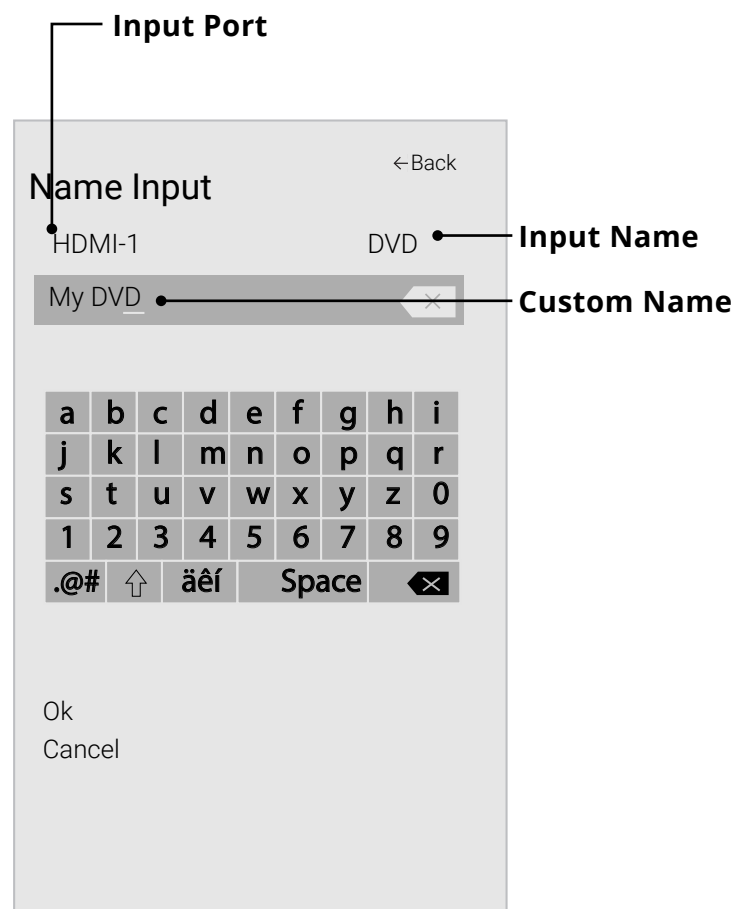 Input Port
←Back
Name Input
HDMI-1 DVD Input Name
My DVD Custom Name
a b c d e f g h i
j k l m n o p q r
s t u v w x y z 0
1 2 3 4 5 6 7 8 9
.@# äêí Space
Ok
Cancel